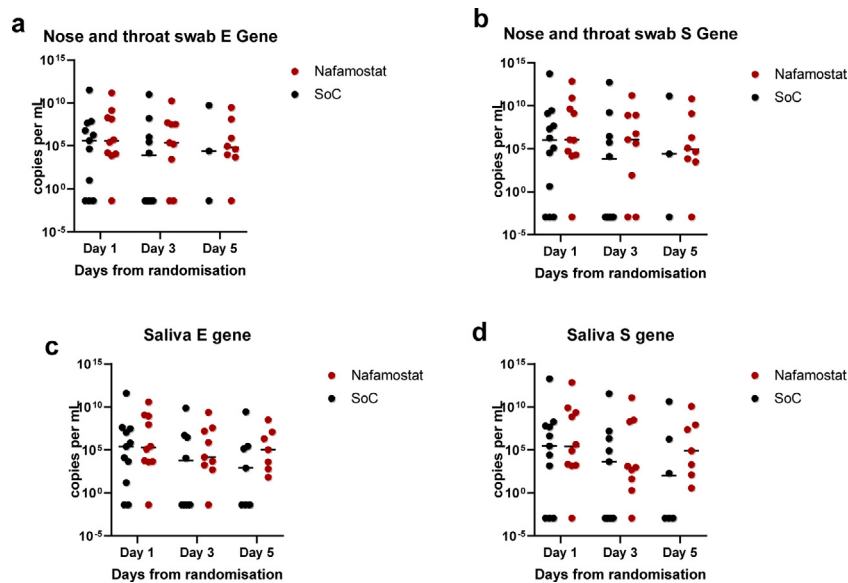 a
Nose and throat swab E Gene
copies per mL
10^15
10^10
10^5
10^0
10^-5
Day 1 Day 3 Day 5
Days from randomisation
Nafamostat
SoC
b
Nose and throat swab S Gene
copies per mL
10^15
10^10
10^5
10^0
10^-5
Day 1 Day 3 Day 5
Days from randomisation
Nafamostat
SoC
c
Saliva E gene
copies per mL
10^15
10^10
10^5
10^0
10^-5
Day 1 Day 3 Day 5
Days from randomisation
Nafamostat
SoC
d
Saliva S gene
copies per mL
10^15
10^10
10^5
10^0
10^-5
Day 1 Day 3 Day 5
Days from randomisation
Nafamostat
SoC